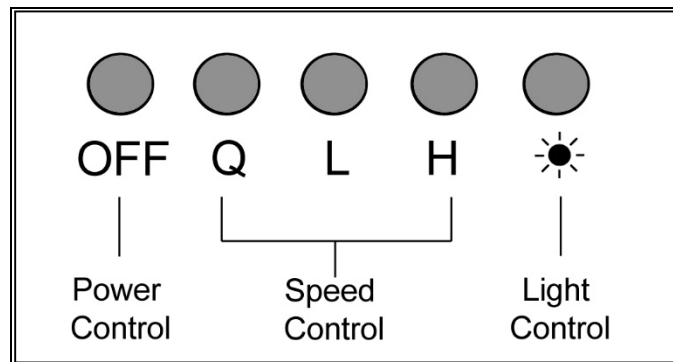 OFF Q L H
Power Control
Speed Control
Light Control